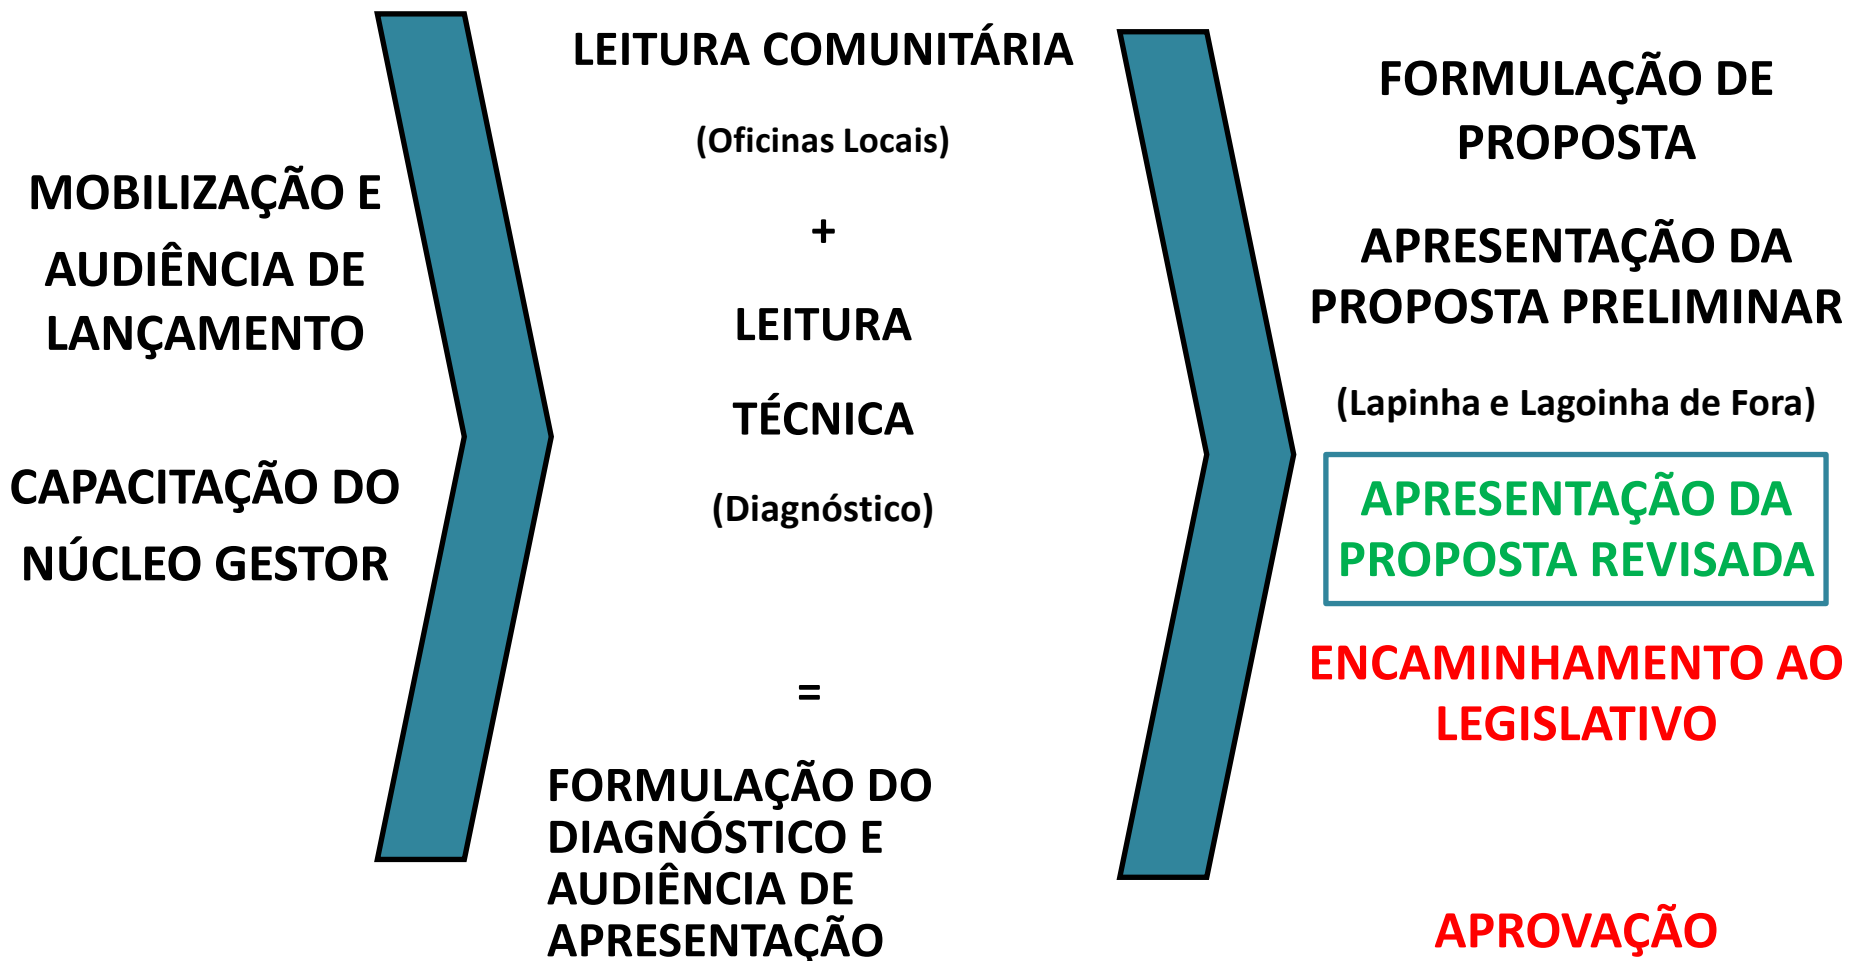 MOBILIZAÇÃO E
AUDIÊNCIA DE
LANÇAMENTO
CAPACITAÇÃO DO
NÚCLEO GESTOR
LEITURA COMUNITÁRIA
(Oficinas Locais)
+
LEITURA
TÉCNICA
(Diagnóstico)
=
FORMULAÇÃO DO
DIAGNÓSTICO E
AUDIÊNCIA DE
APRESENTAÇÃO
FORMULAÇÃO DE
PROPOSTA
APRESENTAÇÃO DA
PROPOSTA PRELIMINAR
(Lapinha e Lagoinha de Fora)
APRESENTAÇÃO DA
PROPOSTA REVISADA
ENCAMINHAMENTO AO
LEGISLATIVO
APROVAÇÃO